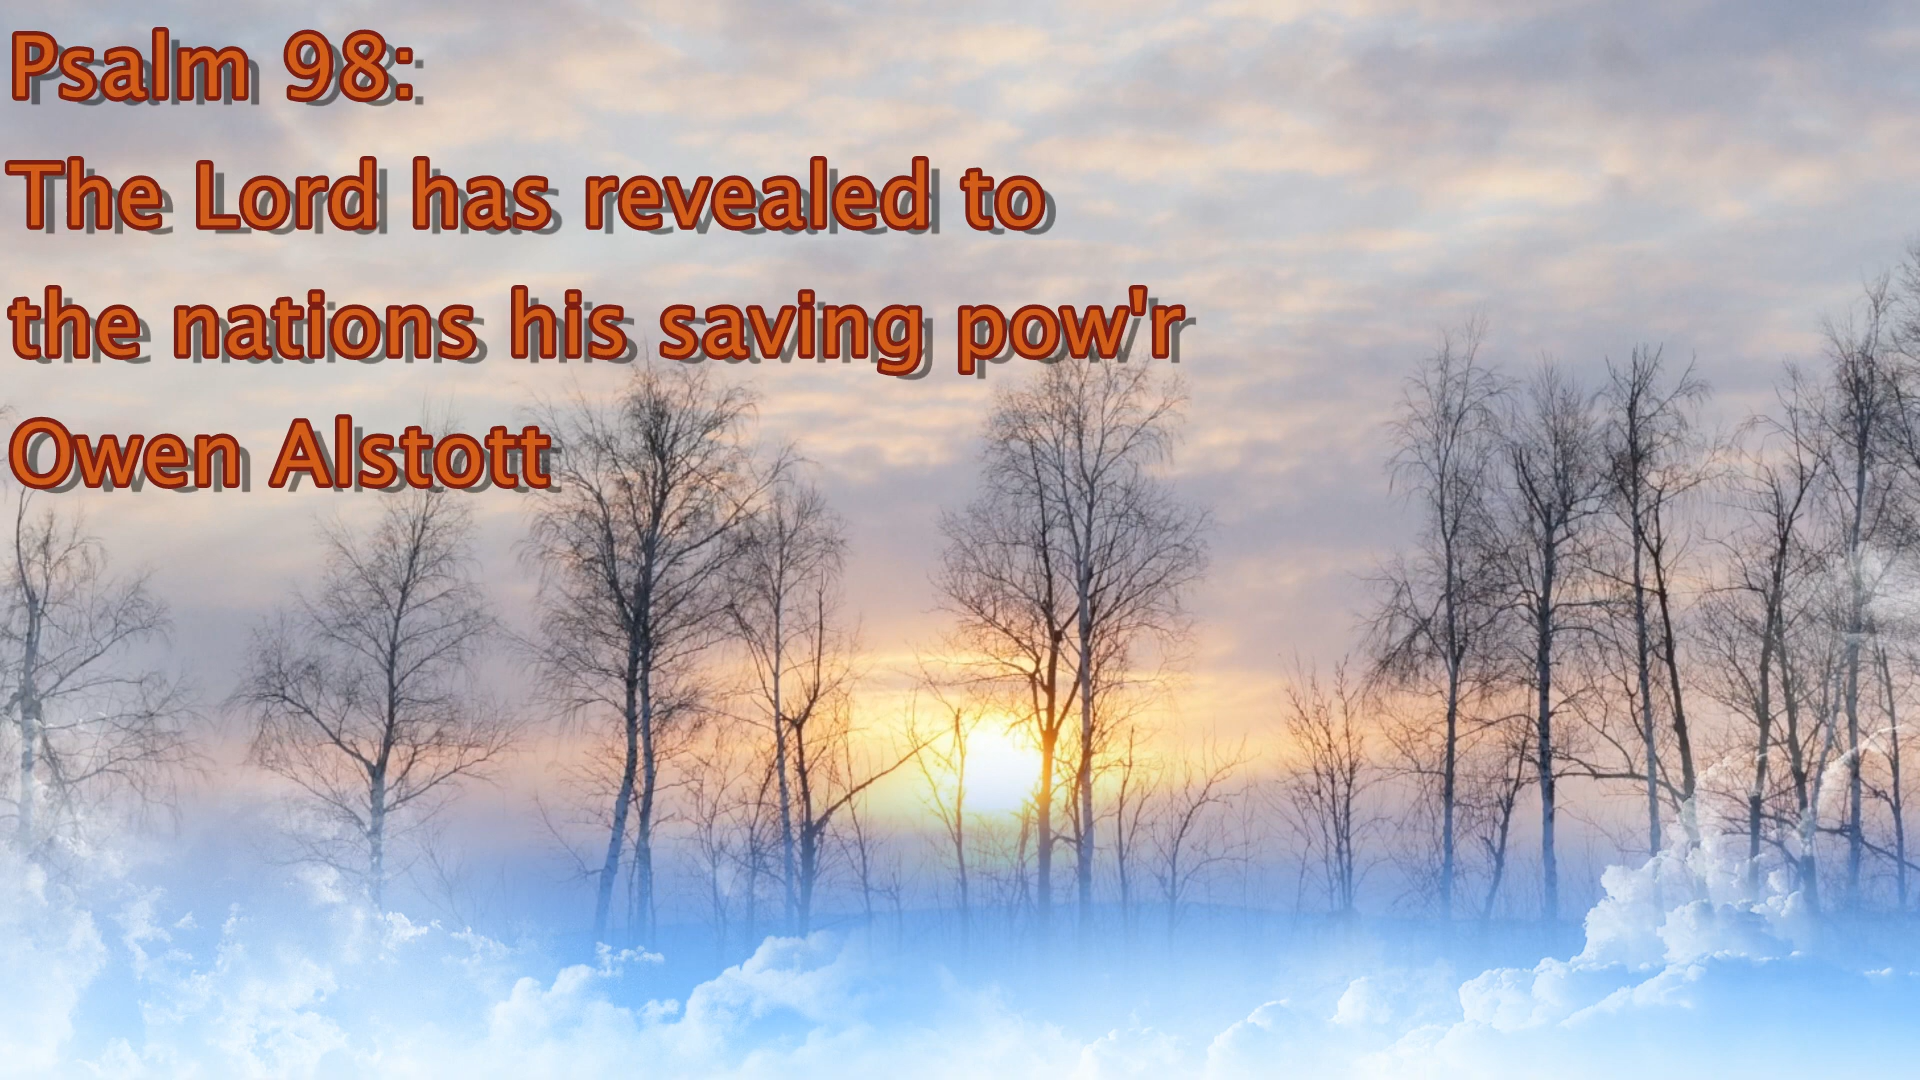 Psalm 98:
The Lord has revealed to
the nations his saving pow'r
Owen Alstott